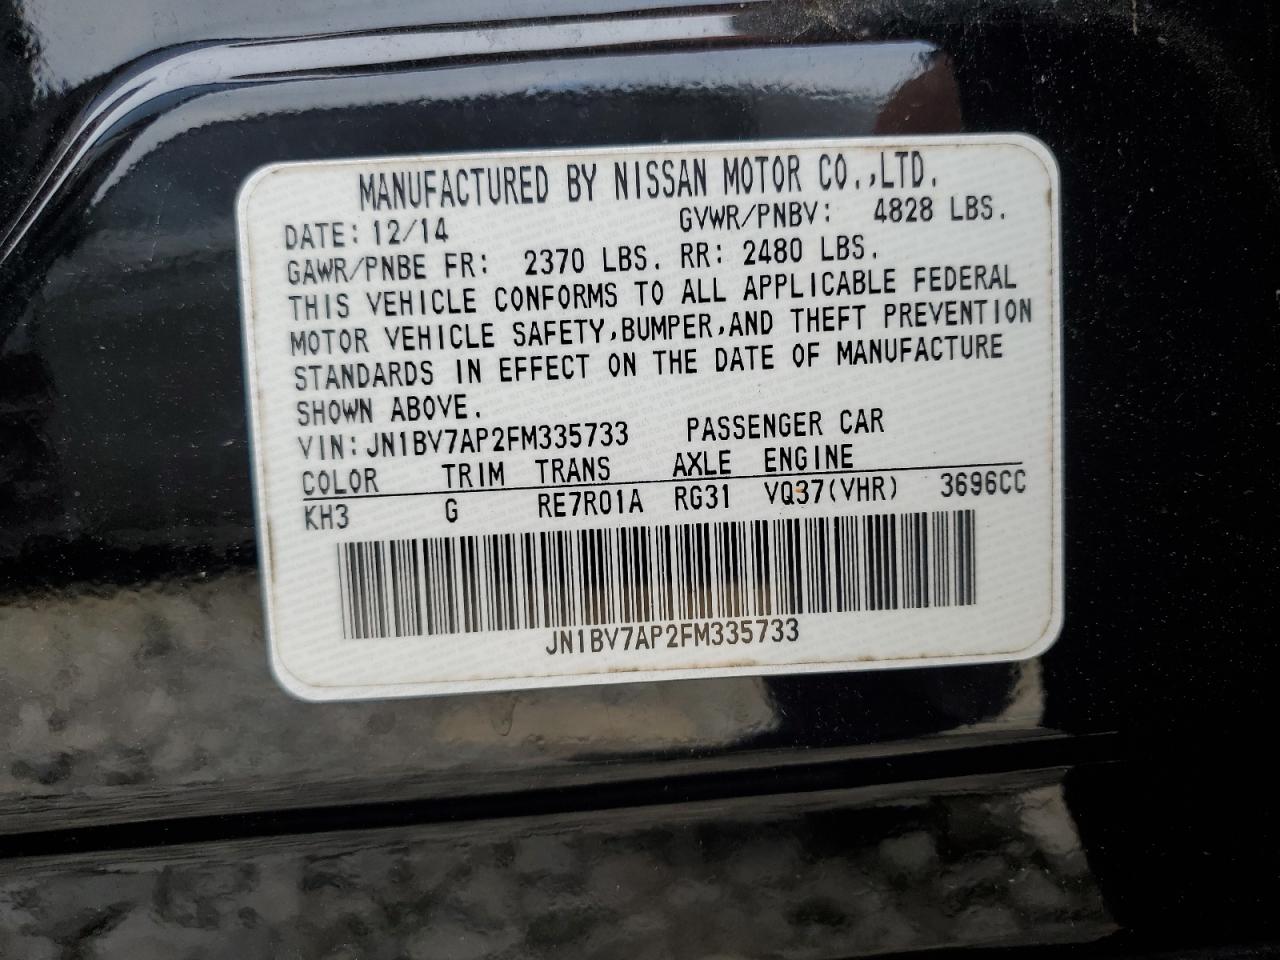 MANUFACTURED BY NISSAN MOTOR CO.,LTD.
DATE: 12/14 GVWR/PNBV: 4828 LBS.
GAWR/PNBE FR: 2370 LBS. RR: 2480 LBS.
THIS VEHICLE CONFORMS TO ALL APPLICABLE FEDERAL
MOTOR VEHICLE SAFETY,BUMPER,AND THEFT PREVENTION
STANDARDS IN EFFECT ON THE DATE OF MANUFACTURE
SHOWN ABOVE.
VIN:JN1BV7AP2FM335733 PASSENGER CAR
COLOR TRIM TRANS AXLE ENGINE
KH3 G RE7R01A RG31 VQ37(VHR) 3696CC
JN1BV7AP2FM335733